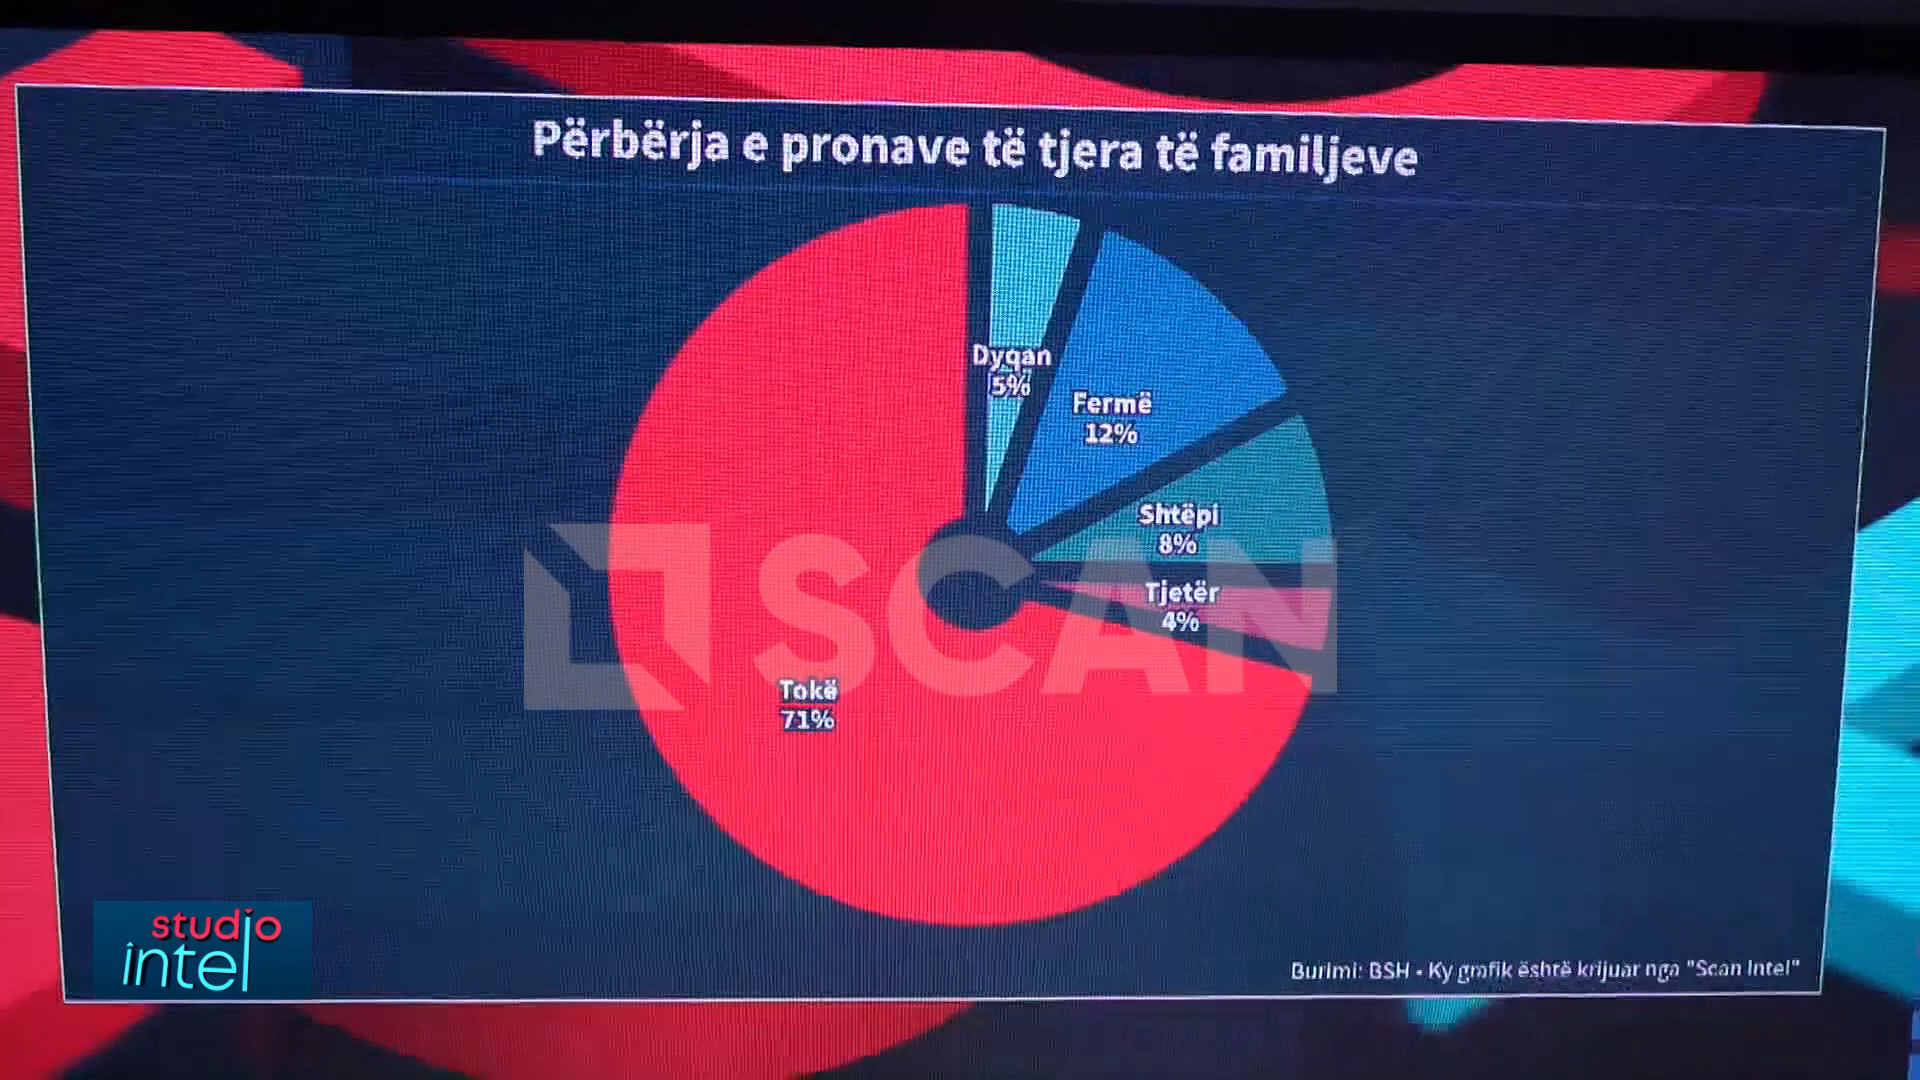 Përbërja e pronave të tjera të familjeve
Dyqan
5%
Fermë
12%
Shtëpi
8%
Tjetër
4%
Tokë
71%
SCAN
studio
intel
Burimi: BSH • Ky grafik është krijuar nga "Scan Intel"